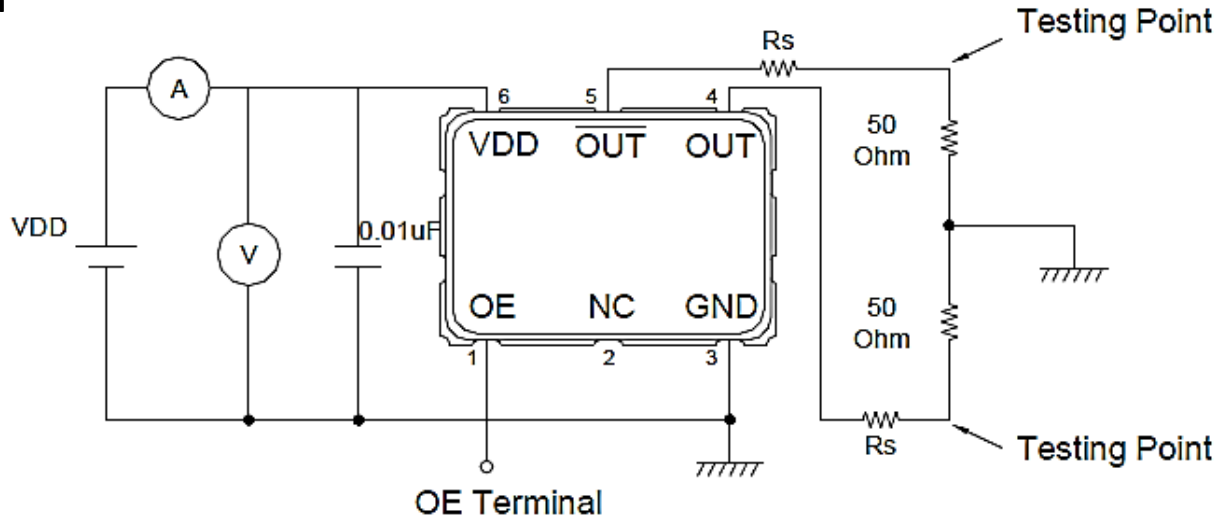 Testing Point
Rs
A
6 5 4
50
Ohm
VDD OUT OUT
VDD
0.01uF
V
OE NC GND
50
Ohm
1 2 3
Rs
Testing Point
OE Terminal